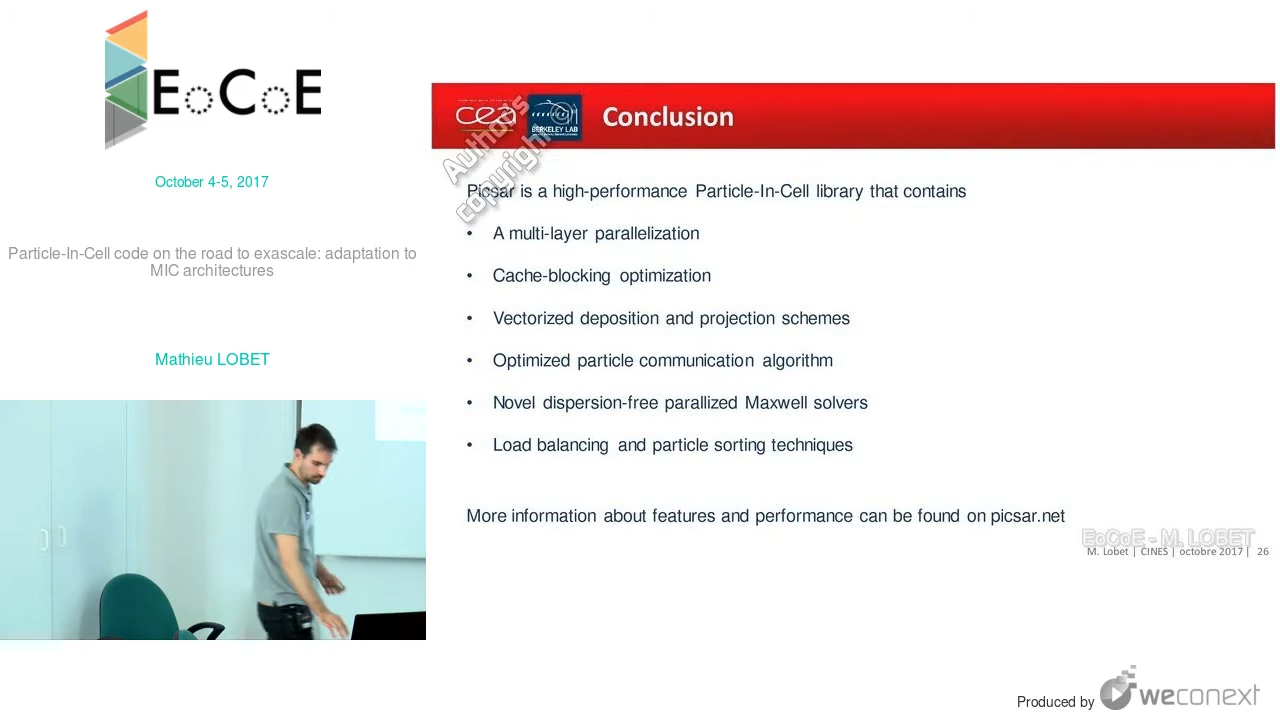 EoCoE
October 4-5, 2017
Particle-In-Cell code on the road to exascale: adaptation to
MIC architectures
Mathieu LOBET
cea
BERKELEY LAB
Conclusion
Author's
copyright ©
Picsar is a high-performance Particle-In-Cell library that contains
• A multi-layer parallelization
• Cache-blocking optimization
• Vectorized deposition and projection schemes
• Optimized particle communication algorithm
• Novel dispersion-free parallized Maxwell solvers
• Load balancing and particle sorting techniques
More information about features and performance can be found on picsar.net
EoCoE - M. LOBET
M. Lobet | CINES | octobre 2017 | 26
Produced by weconext